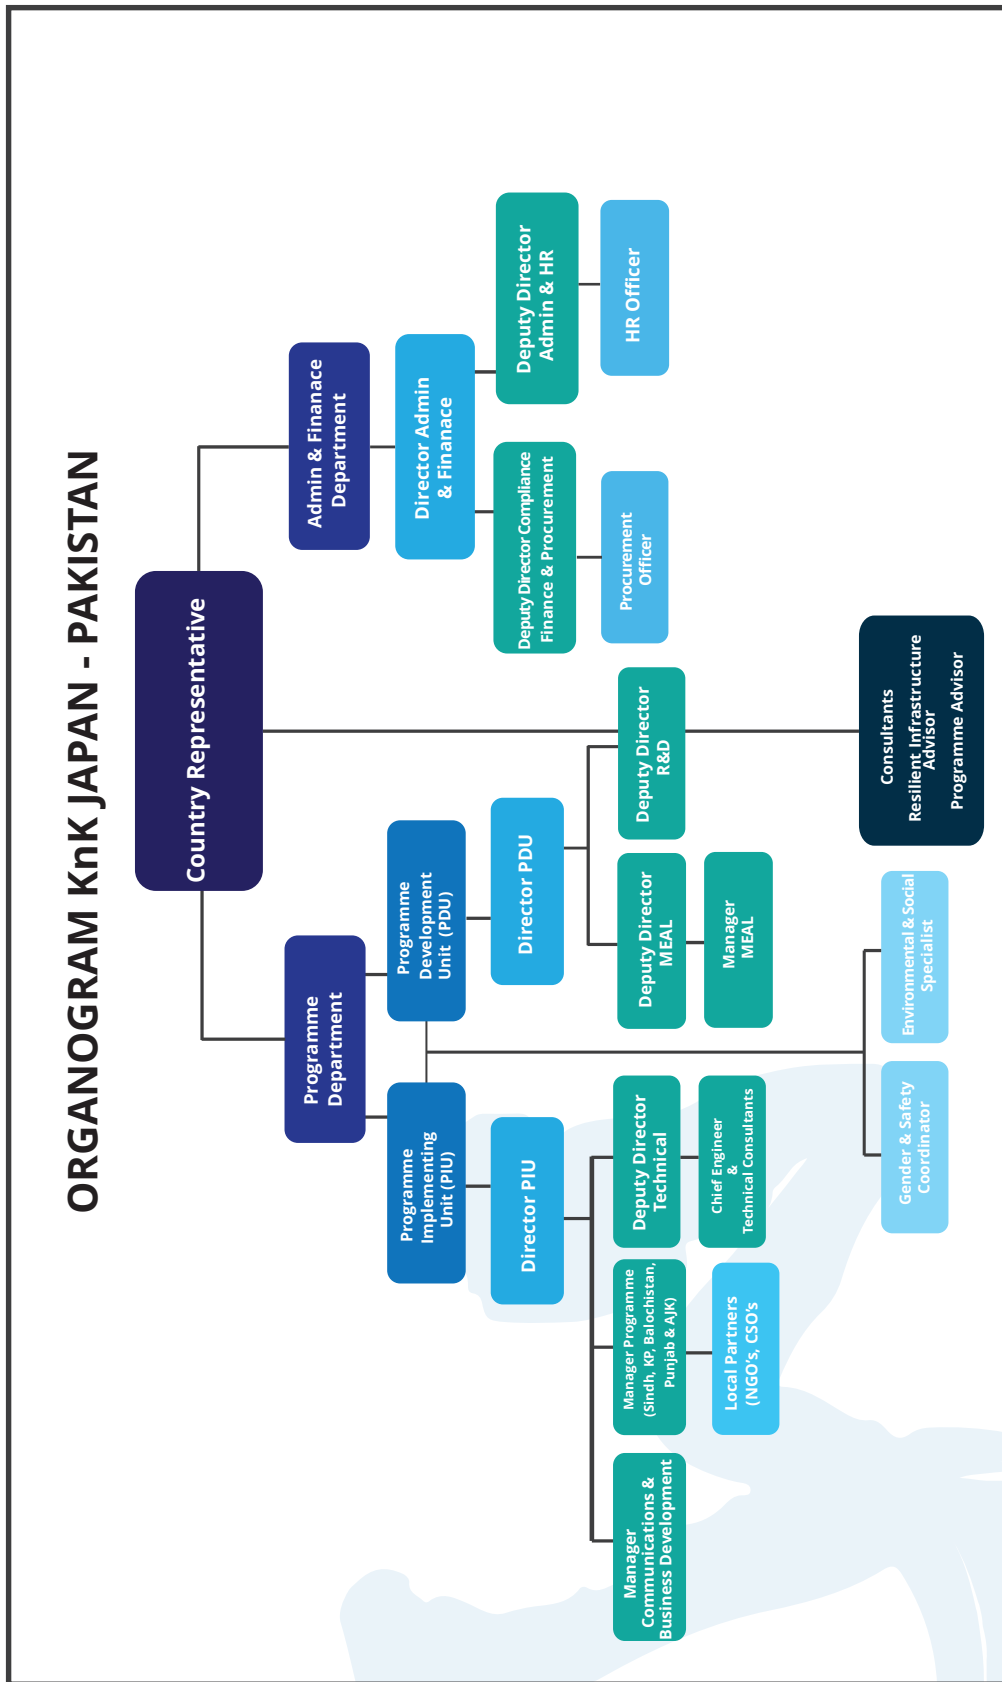 ORGANOGRAM KnK JAPAN - PAKISTAN
Country Representative
Programme
Department
Admin & Finanace
Department
Programme
Implementing
Unit (PIU)
Programme
Development
Unit (PDU)
Director Admin
& Finanace
Director PIU
Director PDU
Deputy Director Compliance
Finance & Procurement
Deputy Director
Admin & HR
Manager
Communications &
Business Development
Manager Programme
(Sindh, KP, Balochistan,
Punjab & AJK)
Deputy Director
Technical
Deputy Director
MEAL
Deputy Director
R&D
Procurement
Officer
HR Officer
Local Partners
(NGO's, CSO's
Chief Engineer
&
Technical Consultants
Manager
MEAL
Gender & Safety
Coordinator
Environmental & Social
Specialist
Consultants
Resilient Infrastructure
Advisor
Programme Advisor